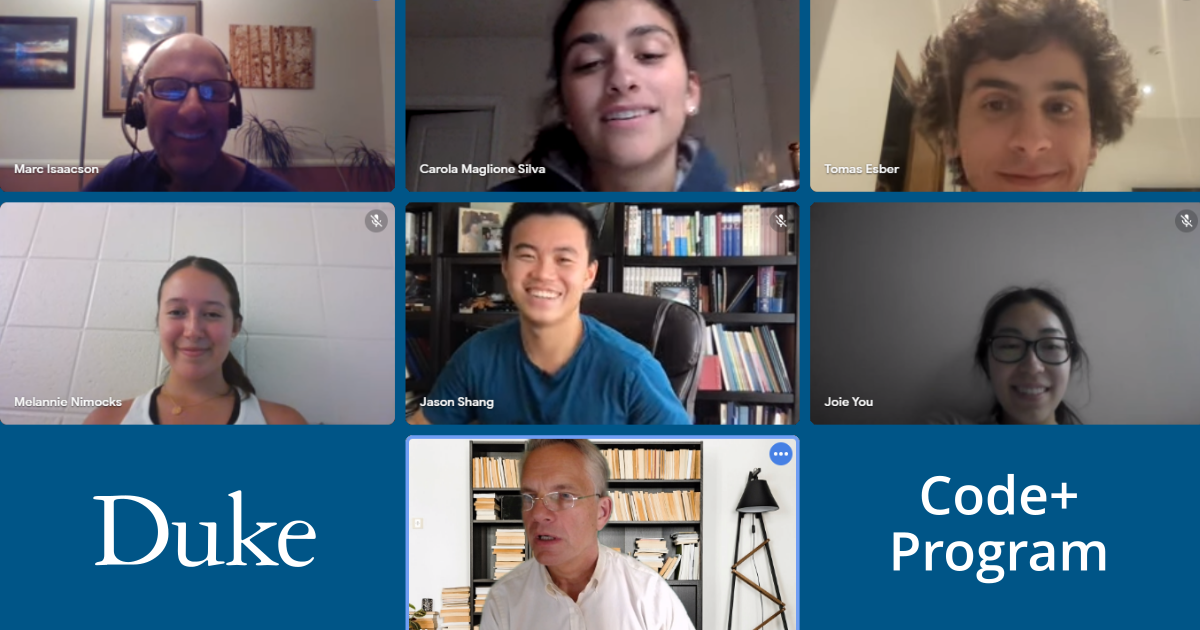 Marc Isaacson
Carola Maglione Silva
Tomas Esber
Melannie Nimocks
Jason Shang
Joie You
Duke
Code+
Program